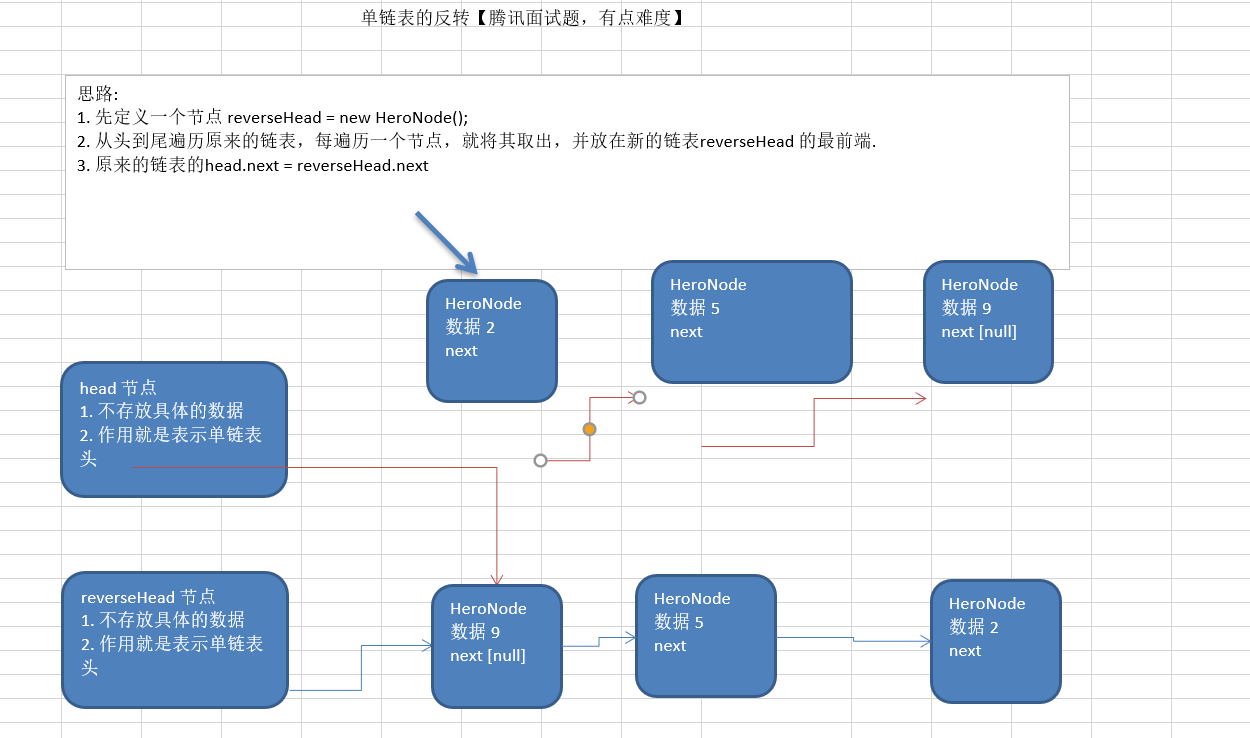 单链表的反转【腾讯面试题，有点难度】
思路:
1. 先定义一个节点 reverseHead = new HeroNode();
2. 从头到尾遍历原来的链表，每遍历一个节点，就将其取出，并放在新的链表reverseHead 的最前端.
3. 原来的链表的head.next = reverseHead.next
HeroNode
数据 2
next
HeroNode
数据 5
next
HeroNode
数据 9
next [null]
head 节点
1. 不存放具体的数据
2. 作用就是表示单链表
头
reverseHead 节点
1. 不存放具体的数据
2. 作用就是表示单链表
头
HeroNode
数据 9
next [null]
HeroNode
数据 5
next
HeroNode
数据 2
next